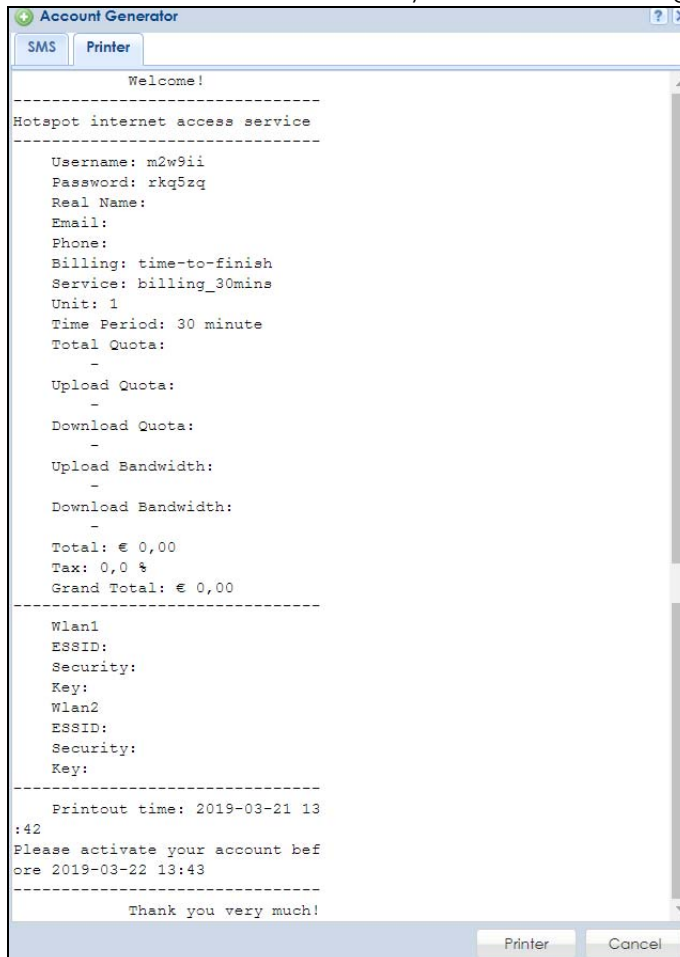 Account Generator
SMS Printer
Welcome!
--------------------------------
Hotspot internet access service
--------------------------------
Username: m2w9ii
Password: rkq5zq
Real Name:
Email:
Phone:
Billing: time-to-finish
Service: billing_30mins
Unit: 1
Time Period: 30 minute
Total Quota:
-
Upload Quota:
-
Download Quota:
-
Upload Bandwidth:
-
Download Bandwidth:
-
Total: € 0,00
Tax: 0,0 %
Grand Total: € 0,00
--------------------------------
Wlan1
ESSID:
Security:
Key:
Wlan2
ESSID:
Security:
Key:
--------------------------------
Printout time: 2019-03-21 13
:42
Please activate your account bef
ore 2019-03-22 13:43
--------------------------------
Thank you very much!
Printer Cancel